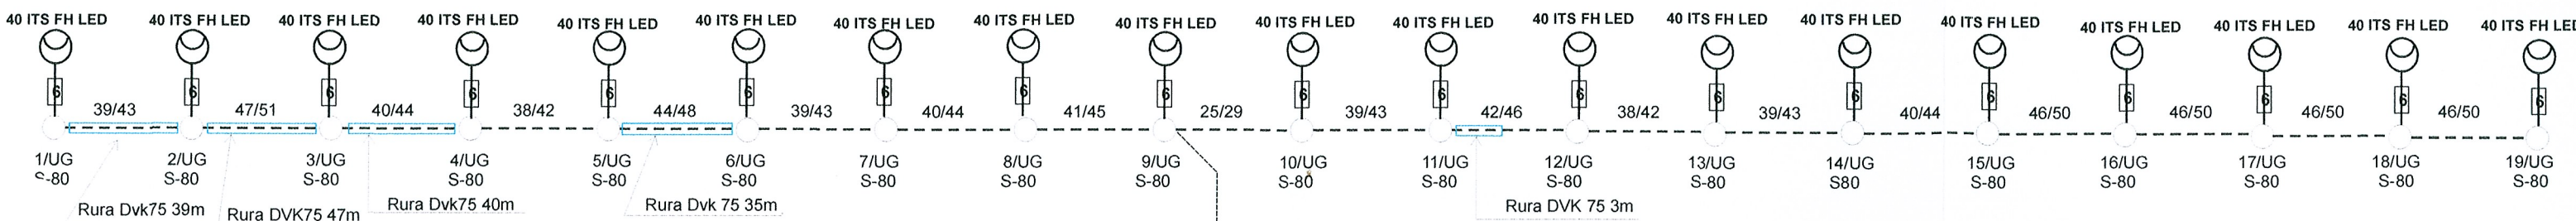 40 ITS FH LED 40 ITS FH LED 40 ITS FH LED 40 ITS FH LED 40 ITS FH LED 40 ITS FH LED 40 ITS FH LED 40 ITS FH LED 40 ITS FH LED 40 ITS FH LED 40 ITS FH LED 40 ITS FH LED 40 ITS FH LED 40 ITS FH LED 40 ITS FH LED 40 ITS FH LED 40 ITS FH LED 40 ITS FH LED 40 ITS FH LED
6 6 6 6 6 6 6 6 6 6 6 6 6 6 6 6 6 6 6
39/43 47/51 40/44 38/42 44/48 39/43 40/44 41/45 25/29 39/43 42/46 38/42 39/43 40/44 46/50 46/50 46/50 46/50
1/UG 2/UG 3/UG 4/UG 5/UG 6/UG 7/UG 8/UG 9/UG 10/UG 11/UG 12/UG 13/UG 14/UG 15/UG 16/UG 17/UG 18/UG 19/UG
S-80 S-80 S-80 S-80 S-80 S-80 S-80 S-80 S-80 S-80 S-80 S-80 S-80 S80 S-80 S-80 S-80 S-80 S-80
Rura Dvk75 39m Rura DVK75 47m Rura Dvk75 40m Rura Dvk 75 35m Rura DVK 75 3m